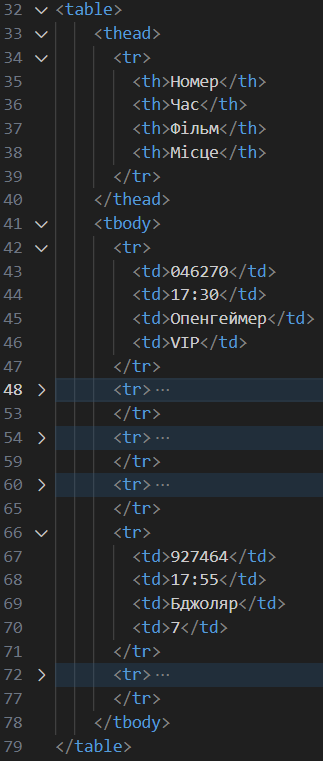 32 <table>
33 <thead>
34 <tr>
35 <th>Номер</th>
36 <th>Час</th>
37 <th>Фільм</th>
38 <th>Місце</th>
39 </tr>
40 </thead>
41 <tbody>
42 <tr>
43 <td>046270</td>
44 <td>17:30</td>
45 <td>Опенгеймер</td>
46 <td>VIP</td>
47 </tr>
48 <tr>···
53 </tr>
54 <tr>···
59 </tr>
60 <tr>···
65 </tr>
66 <tr>
67 <td>927464</td>
68 <td>17:55</td>
69 <td>Бджоляр</td>
70 <td>7</td>
71 </tr>
72 <tr>···
77 </tr>
78 </tbody>
79 </table>